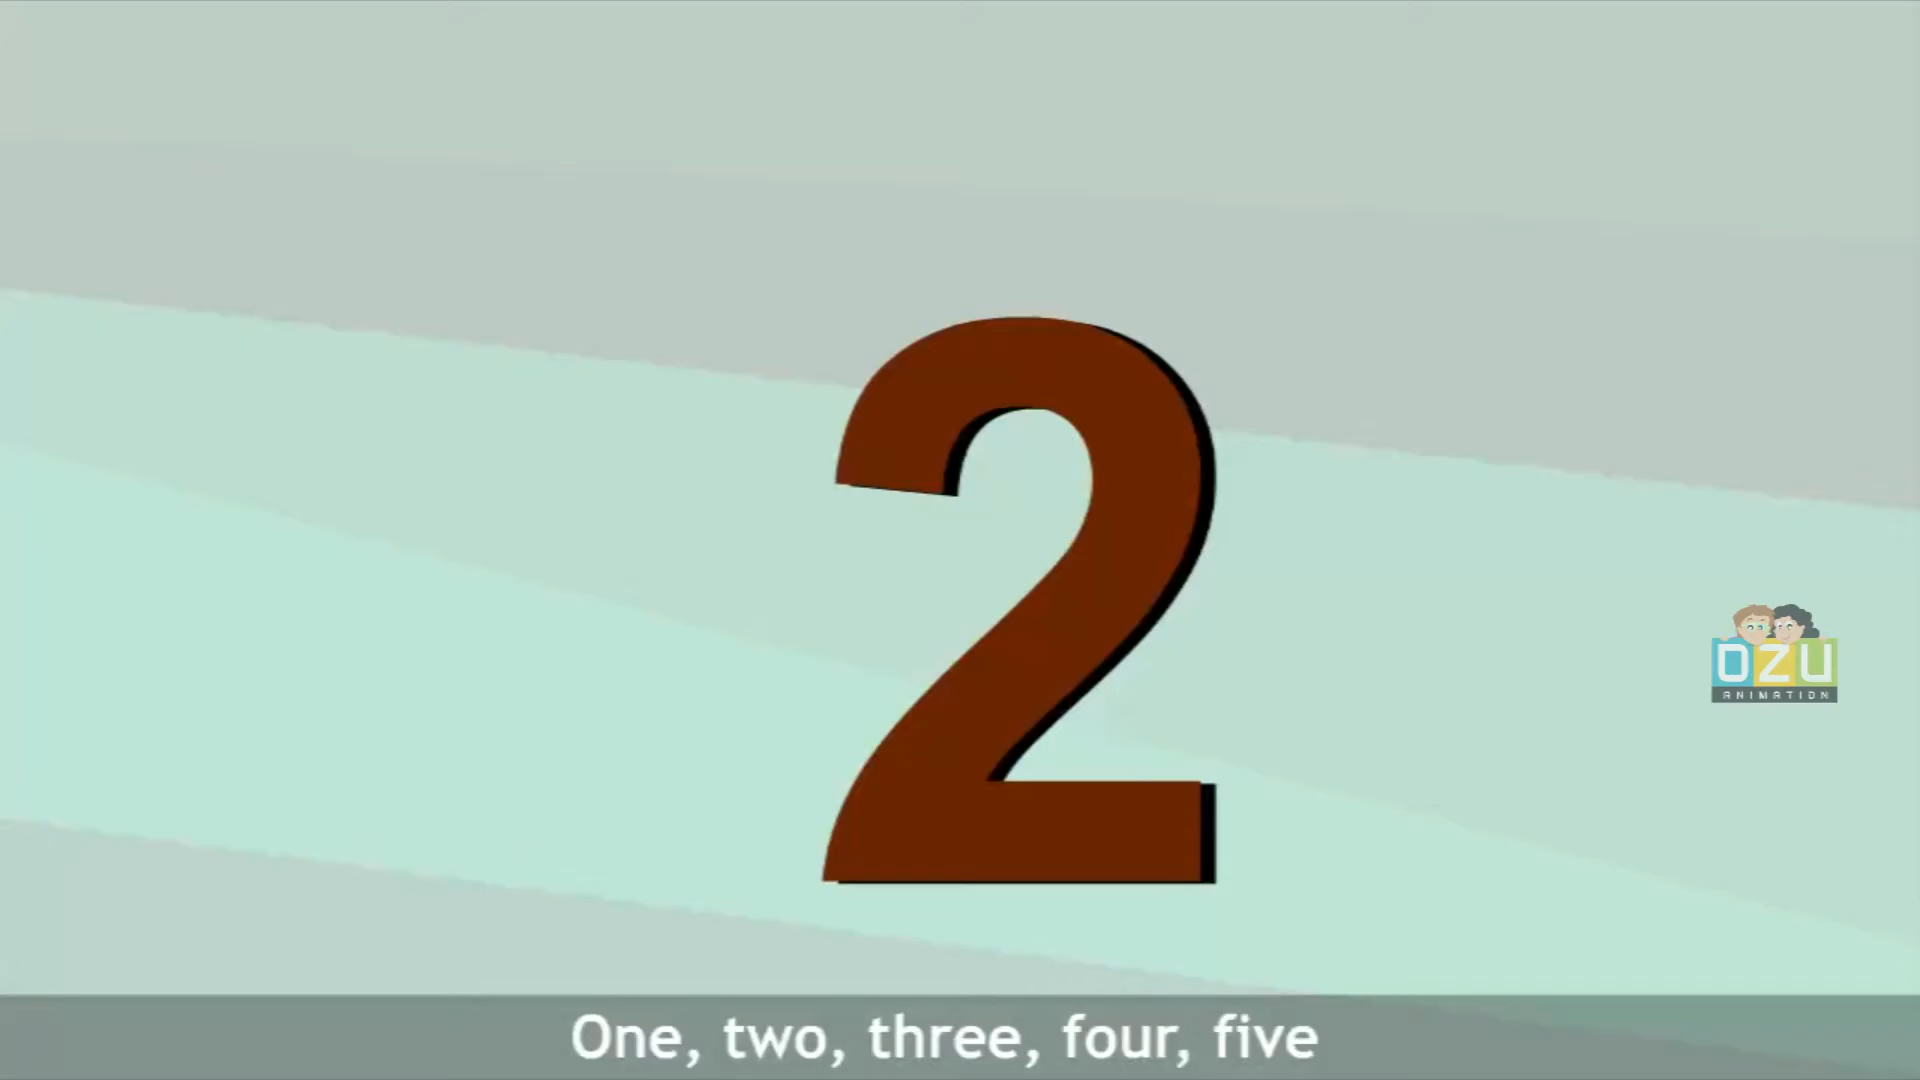 2
OZU
ANIMATION
One, two, three, four, five